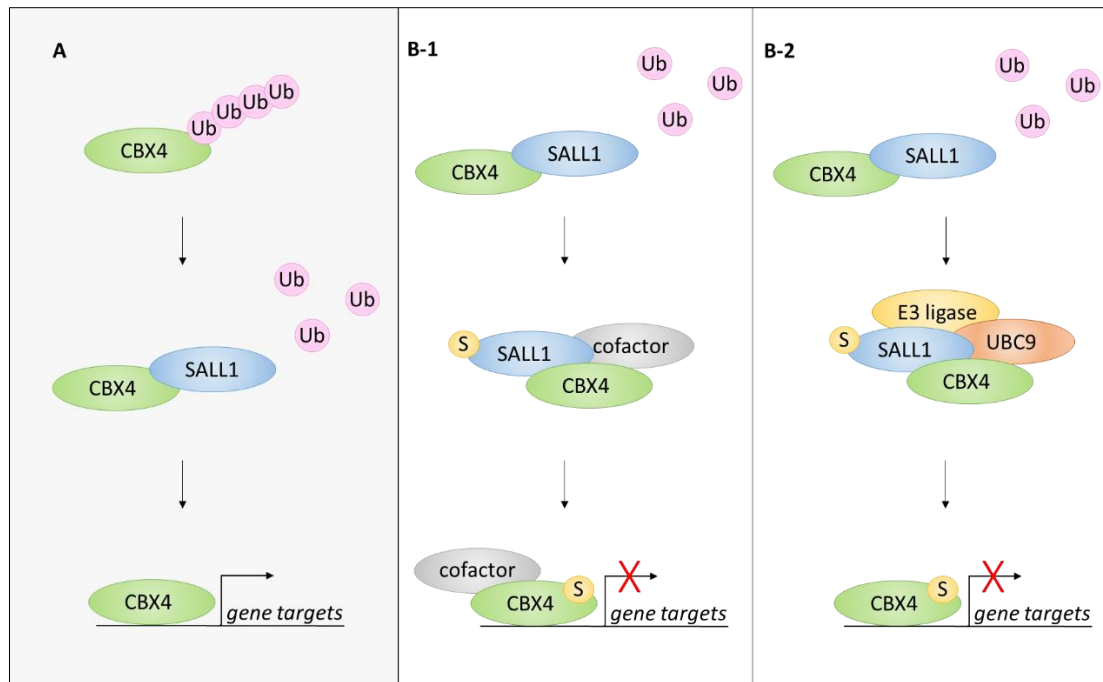 A
Ub
Ub
Ub
Ub
CBX4
Ub
Ub
Ub
SALL1
CBX4
CBX4
gene targets
B-1
Ub
Ub
Ub
SALL1
CBX4
S
SALL1
cofactor
CBX4
cofactor
CBX4
S
gene targets
B-2
Ub
Ub
Ub
SALL1
CBX4
E3 ligase
S
SALL1
UBC9
CBX4
CBX4
S
gene targets